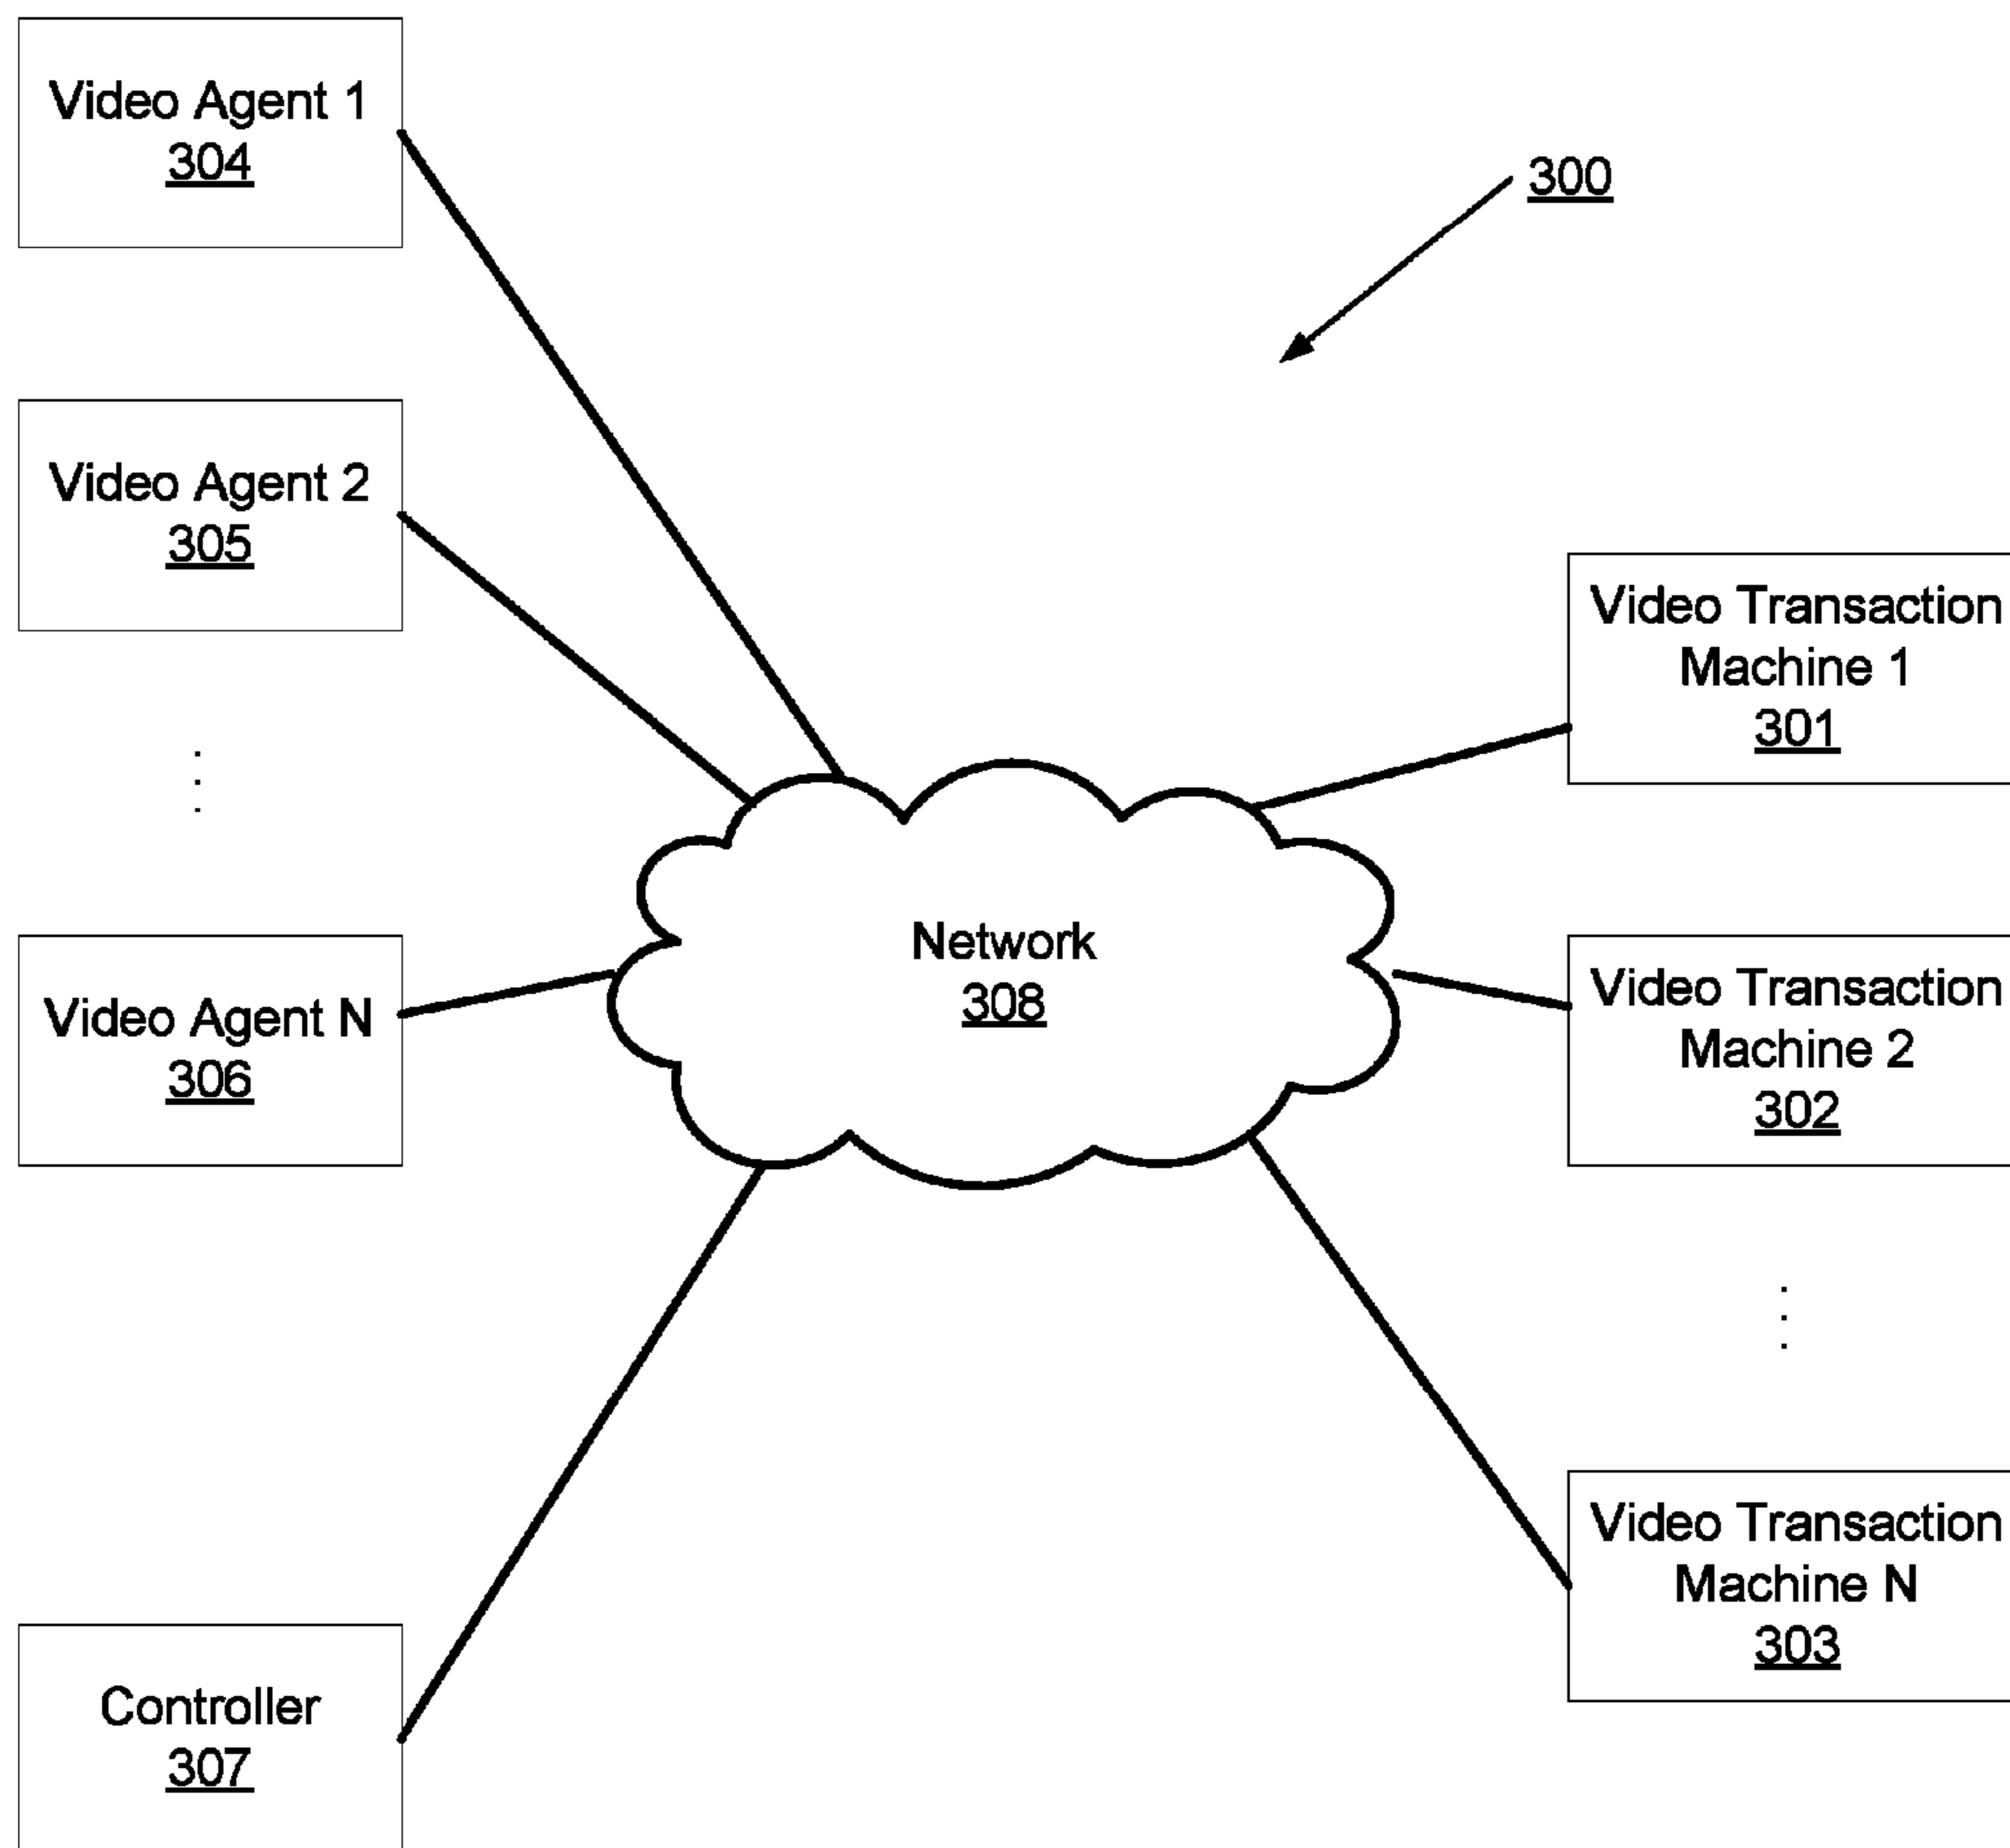 Video Agent 1
304
300
Video Agent 2
305
Video Transaction
Machine 1
301
Network
308
Video Agent N
306
Video Transaction
Machine 2
302
Video Transaction
Machine N
303
Controller
307